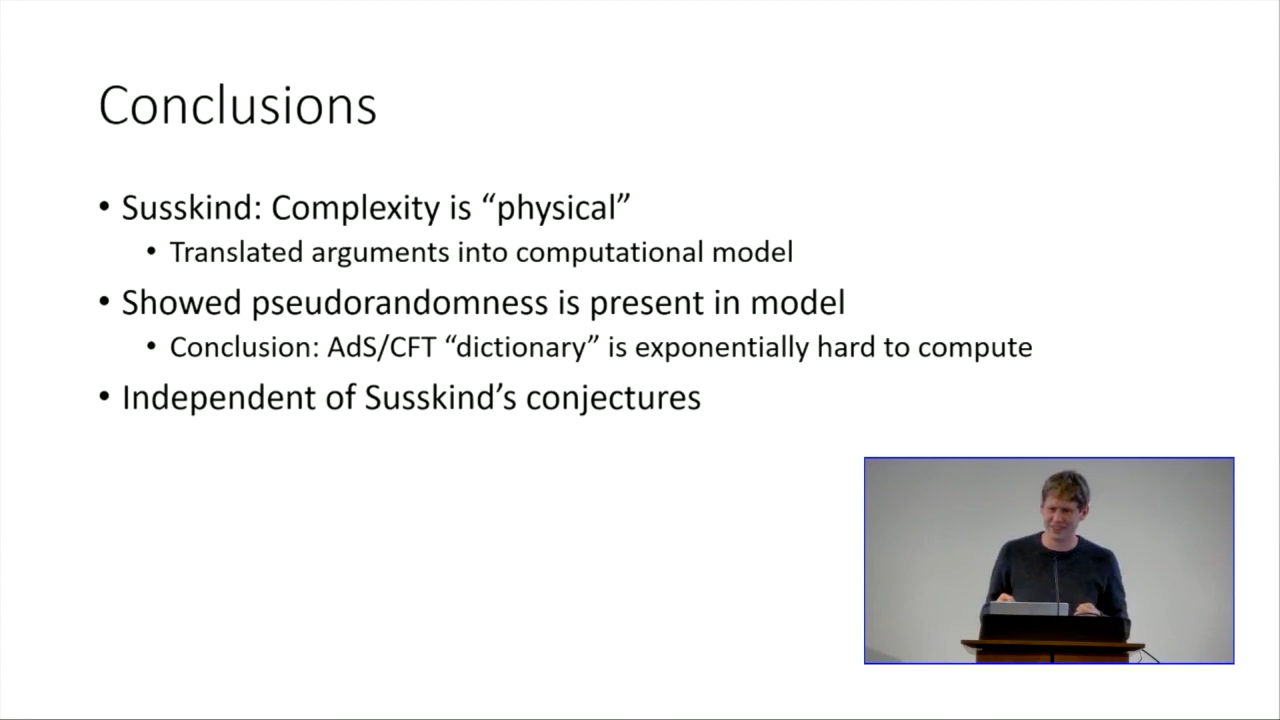 Conclusions
• Susskind: Complexity is “physical”
• Translated arguments into computational model
• Showed pseudorandomness is present in model
• Conclusion: AdS/CFT “dictionary” is exponentially hard to compute
• Independent of Susskind’s conjectures